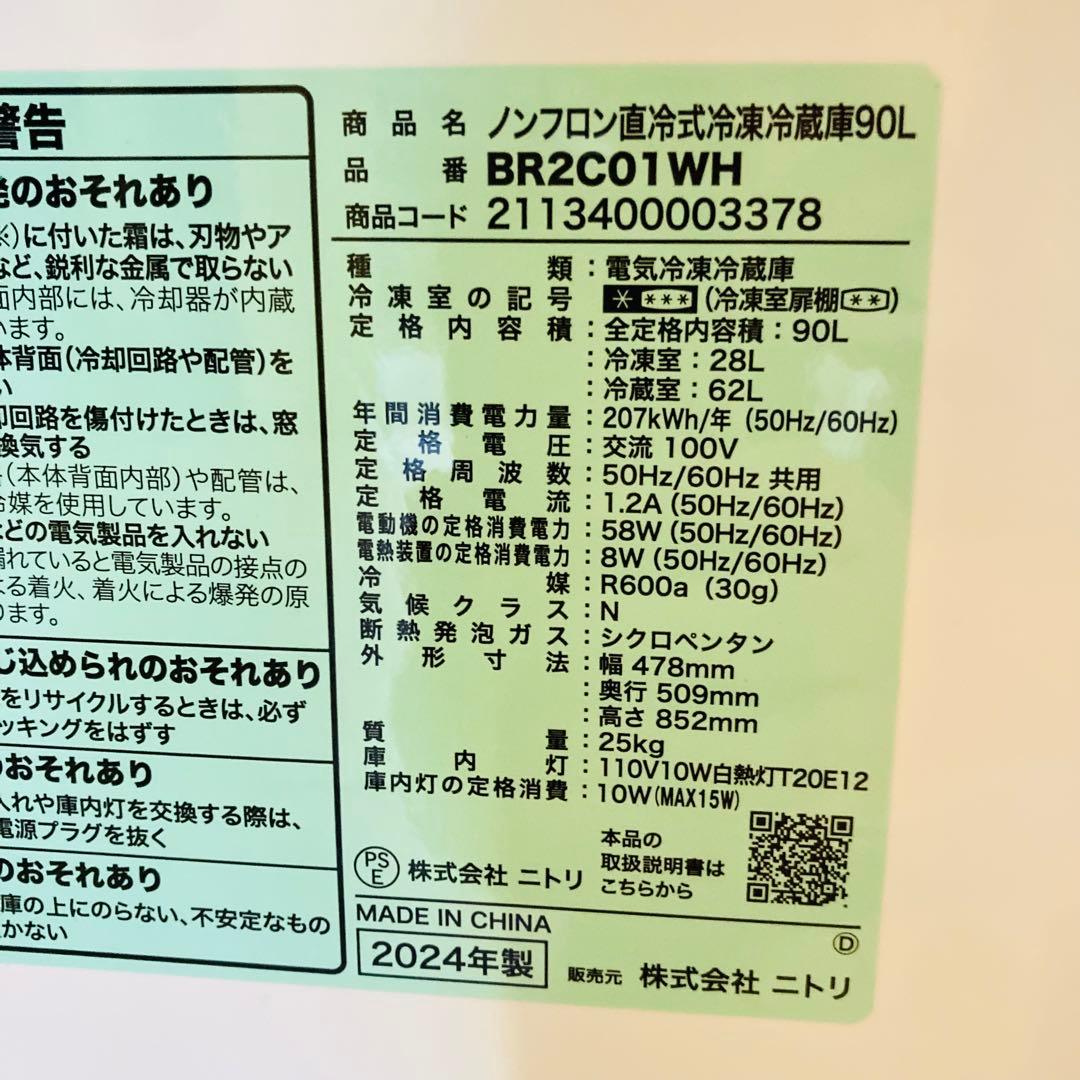 警告
発のおそれあり
※)に付いた霜は、刃物やア
など、鋭利な金属で取らない
面内部には、冷却器が内蔵
います。
体背面(冷却回路や配管)を
い
却回路を傷付けたときは、窓
換気する
(本体背面内部)や配管は、
冷媒を使用しています。
などの電気製品を入れない
漏れていると電気製品の接点の
よる着火、着火による爆発の原
ります。
じ込められのおそれあり
をリサイクルするときは、必ず
ッキングをはずす
のおそれあり
入れや庫内灯を交換する際は、
電源プラグを抜く
のおそれあり
庫の上にのらない、不安定なもの
かない
商品名 ノンフロン直冷式冷凍冷蔵庫90L
品番 BR2C01WH
商品コード 2113400003378
種類:電気冷凍冷蔵庫
冷凍室の記号 * *** (冷凍室扉棚**)
定格内容積:全定格内容積:90L
:冷凍室:28L
:冷蔵室:62L
年間消費電力量:207kWh/年(50Hz/60Hz)
定格電圧:交流 100V
定格周波数:50Hz/60Hz 共用
定格電流:1.2A(50Hz/60Hz)
電動機の定格消費電力:58W(50Hz/60Hz)
電熱装置の定格消費電力:8W(50Hz/60Hz)
冷媒:R600a(30g)
気候クラス:N
断熱発泡ガス:シクロペンタン
外形寸法:幅 478mm
:奥行 509mm
:高さ 852mm
質量:25kg
庫内灯:110V10W白熱灯T20E12
庫内灯の定格消費:10W(MAX15W)
本品の
取扱説明書は
こちらから
PSE 株式会社 ニトリ
MADE IN CHINA
D
2024年製
販売元 株式会社 ニトリ